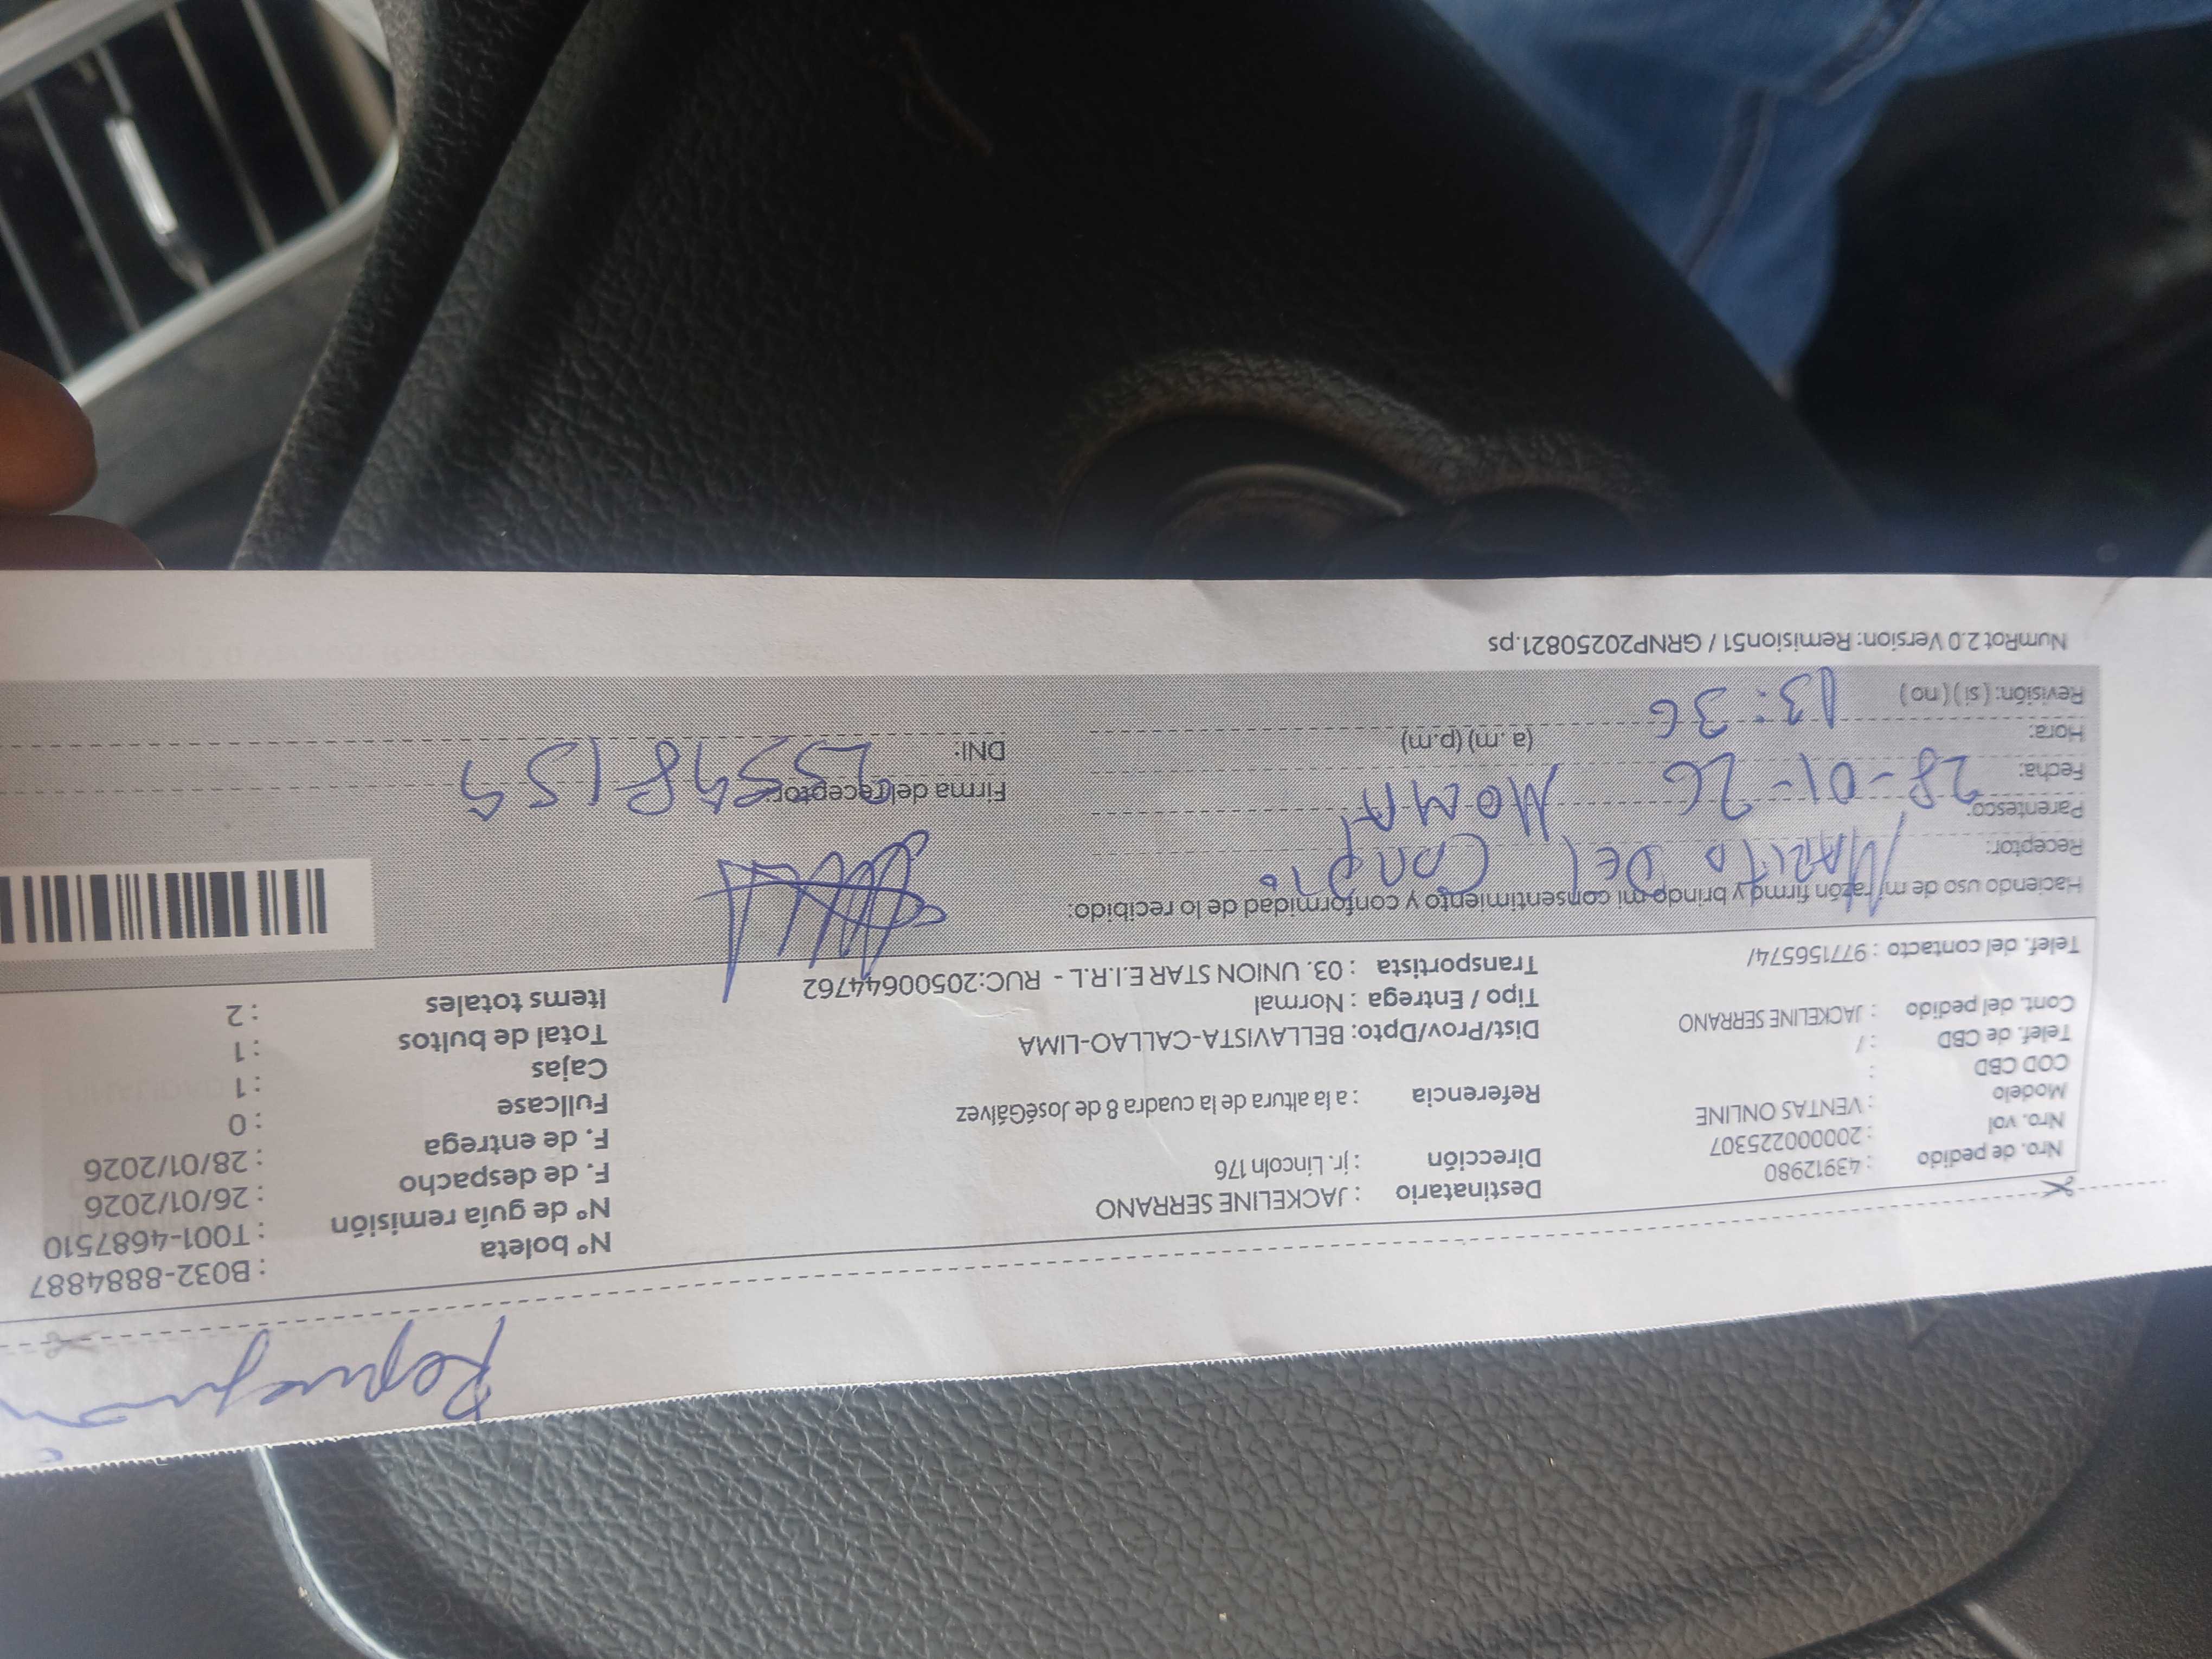 Nº boleta : B032-8884887
Nº de guía remisión : T001-4687510
F. de despacho : 26/01/2026
F. de entrega : 28/01/2026
Fullcase : 0
Cajas : 1
Total de bultos : 1
Items totales : 2
Nro. de pedido : 43912980
Nro. vol : 20000225307
Modelo : VENTAS ONLINE
COD CBD :
Telef. de CBD : /
Cont. del pedido : JACKELINE SERRANO
Telef. del contacto : 977156574/
Destinatario : JACKELINE SERRANO
Dirección : jr. Lincoln 176
Referencia : a la altura de la cuadra 8 de JoséGálvez
Dist/Prov/Dpto: BELLAVISTA-CALLAO-LIMA
Tipo / Entrega : Normal
Transportista : 03. UNION STAR E.I.R.L - RUC:20500644762
Haciendo uso de mi razón firmo y brindo mi consentimiento y conformidad de lo recibido:
Receptor: MARITA DEL
Parentesco:
Fecha: 28-01-26
Hora: (a .m) (p.m)
13:36
Revisión: ( si ) ( no )
Firma del receptor:
DNI:
NumRot 2.0 Version: Remision51 / GRNP20250821.ps